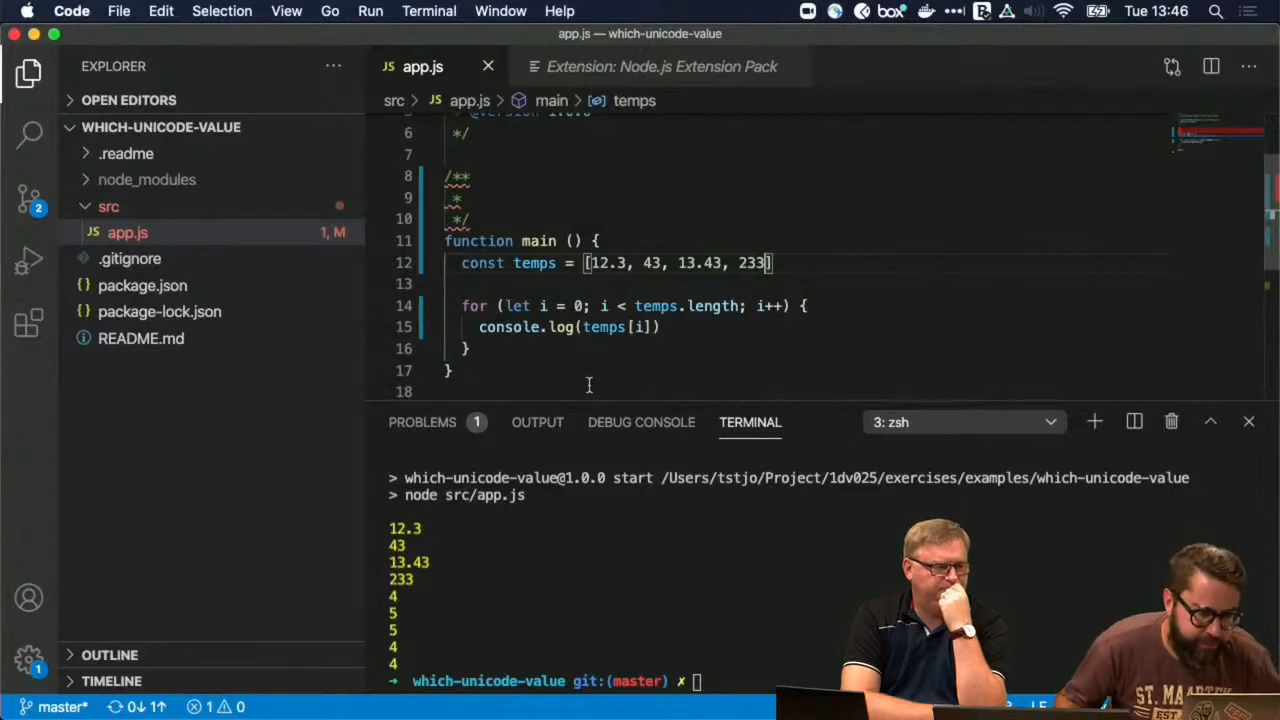 Code File Edit Selection View Go Run Terminal Window Help box Tue 13:46
app.js — which-unicode-value
EXPLORER
OPEN EDITORS
WHICH-UNICODE-VALUE
.readme
node_modules
src
JS app.js 1, M
.gitignore
package.json
package-lock.json
README.md
OUTLINE
TIMELINE
2
1
JS app.js Extension: Node.js Extension Pack
src > JS app.js > main > temps
6 */
7
8 /**
9 *
10 */
11 function main () {
12 const temps = [12.3, 43, 13.43, 233]
13
14 for (let i = 0; i < temps.length; i++) {
15 console.log(temps[i])
16 }
17 }
18
PROBLEMS 1 OUTPUT DEBUG CONSOLE TERMINAL 3: zsh
> which-unicode-value@1.0.0 start /Users/tstjo/Project/1dv025/exercises/examples/which-unicode-value
> node src/app.js
12.3
43
13.43
233
4
5
5
4
4
→ which-unicode-value git:(master) ✗
master* 0↓ 1↑ 1 0